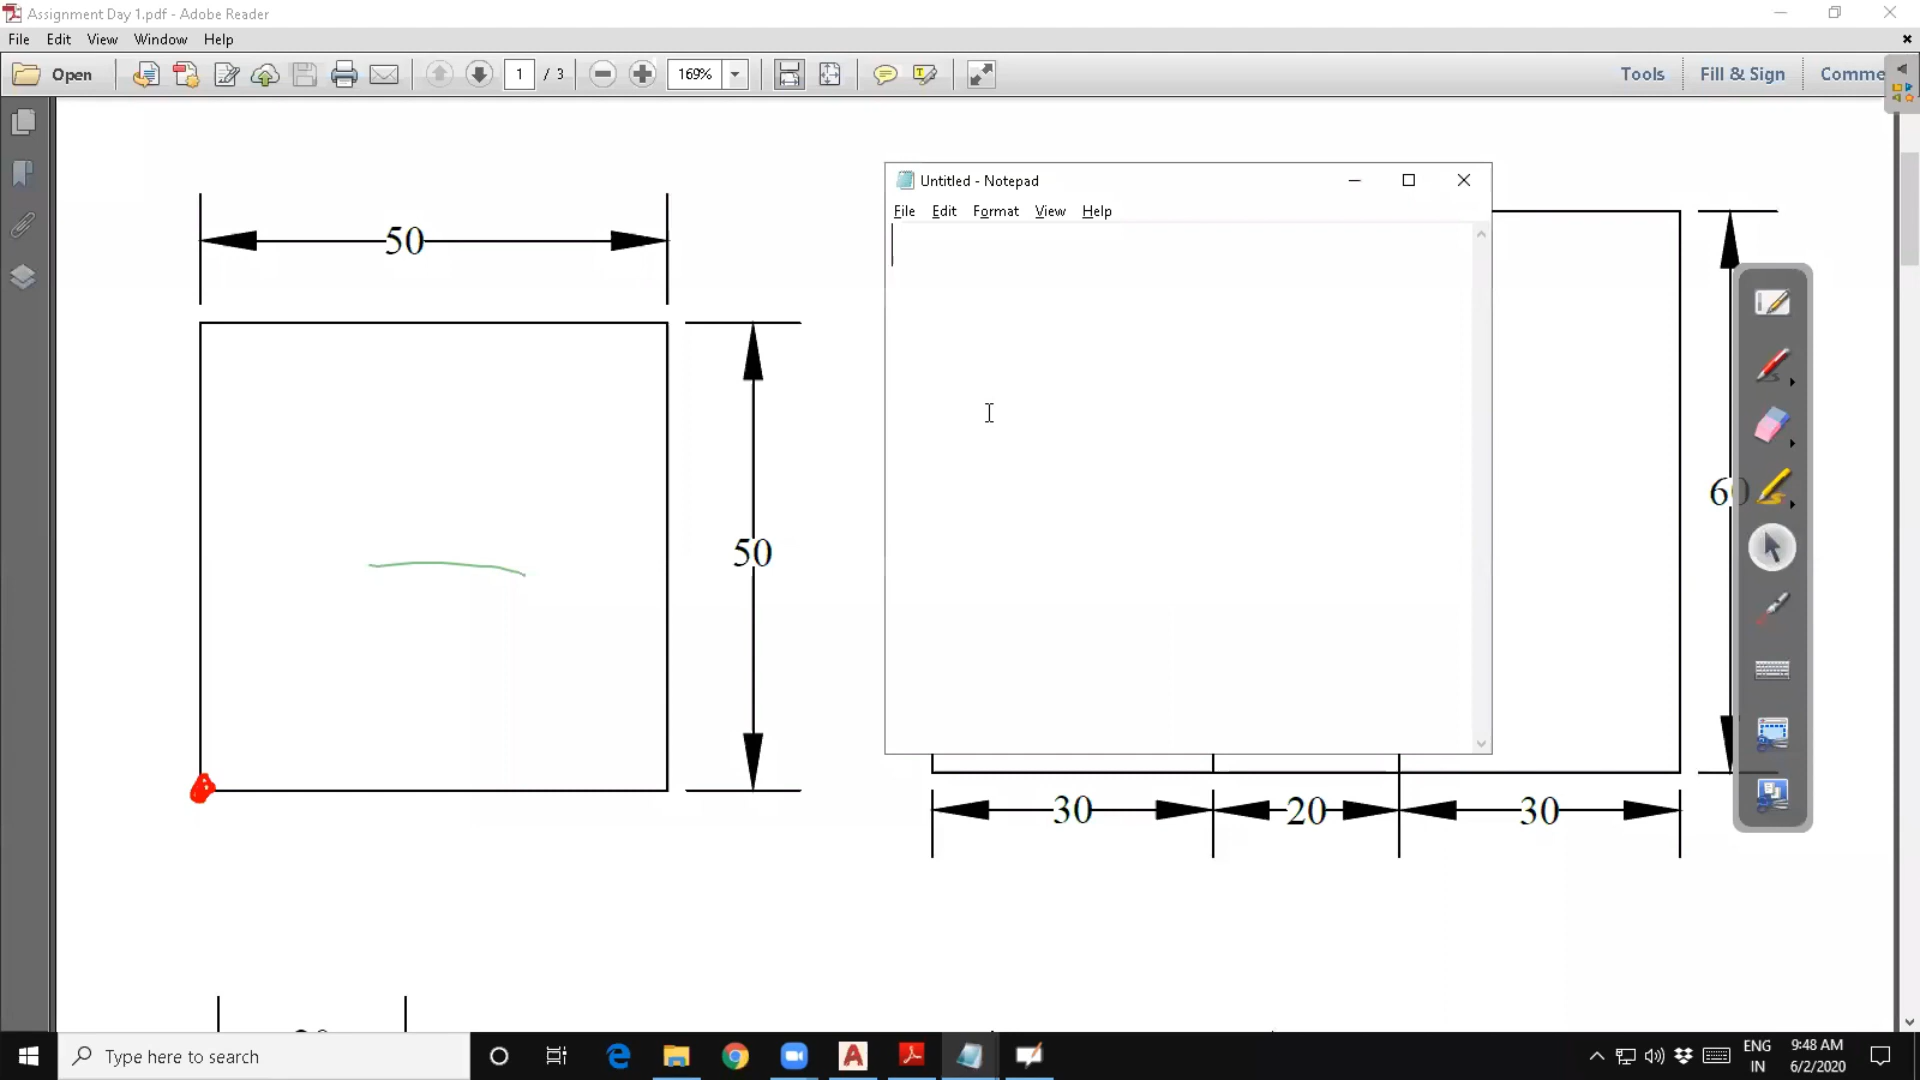 Assignment Day 1.pdf - Adobe Reader
File Edit View Window Help
Open 1 / 3 169% Tools Fill & Sign Comme
Untitled - Notepad
File Edit Format View Help
50
50
60
30 20 30
Type here to search
ENG
IN
9:48 AM
6/2/2020